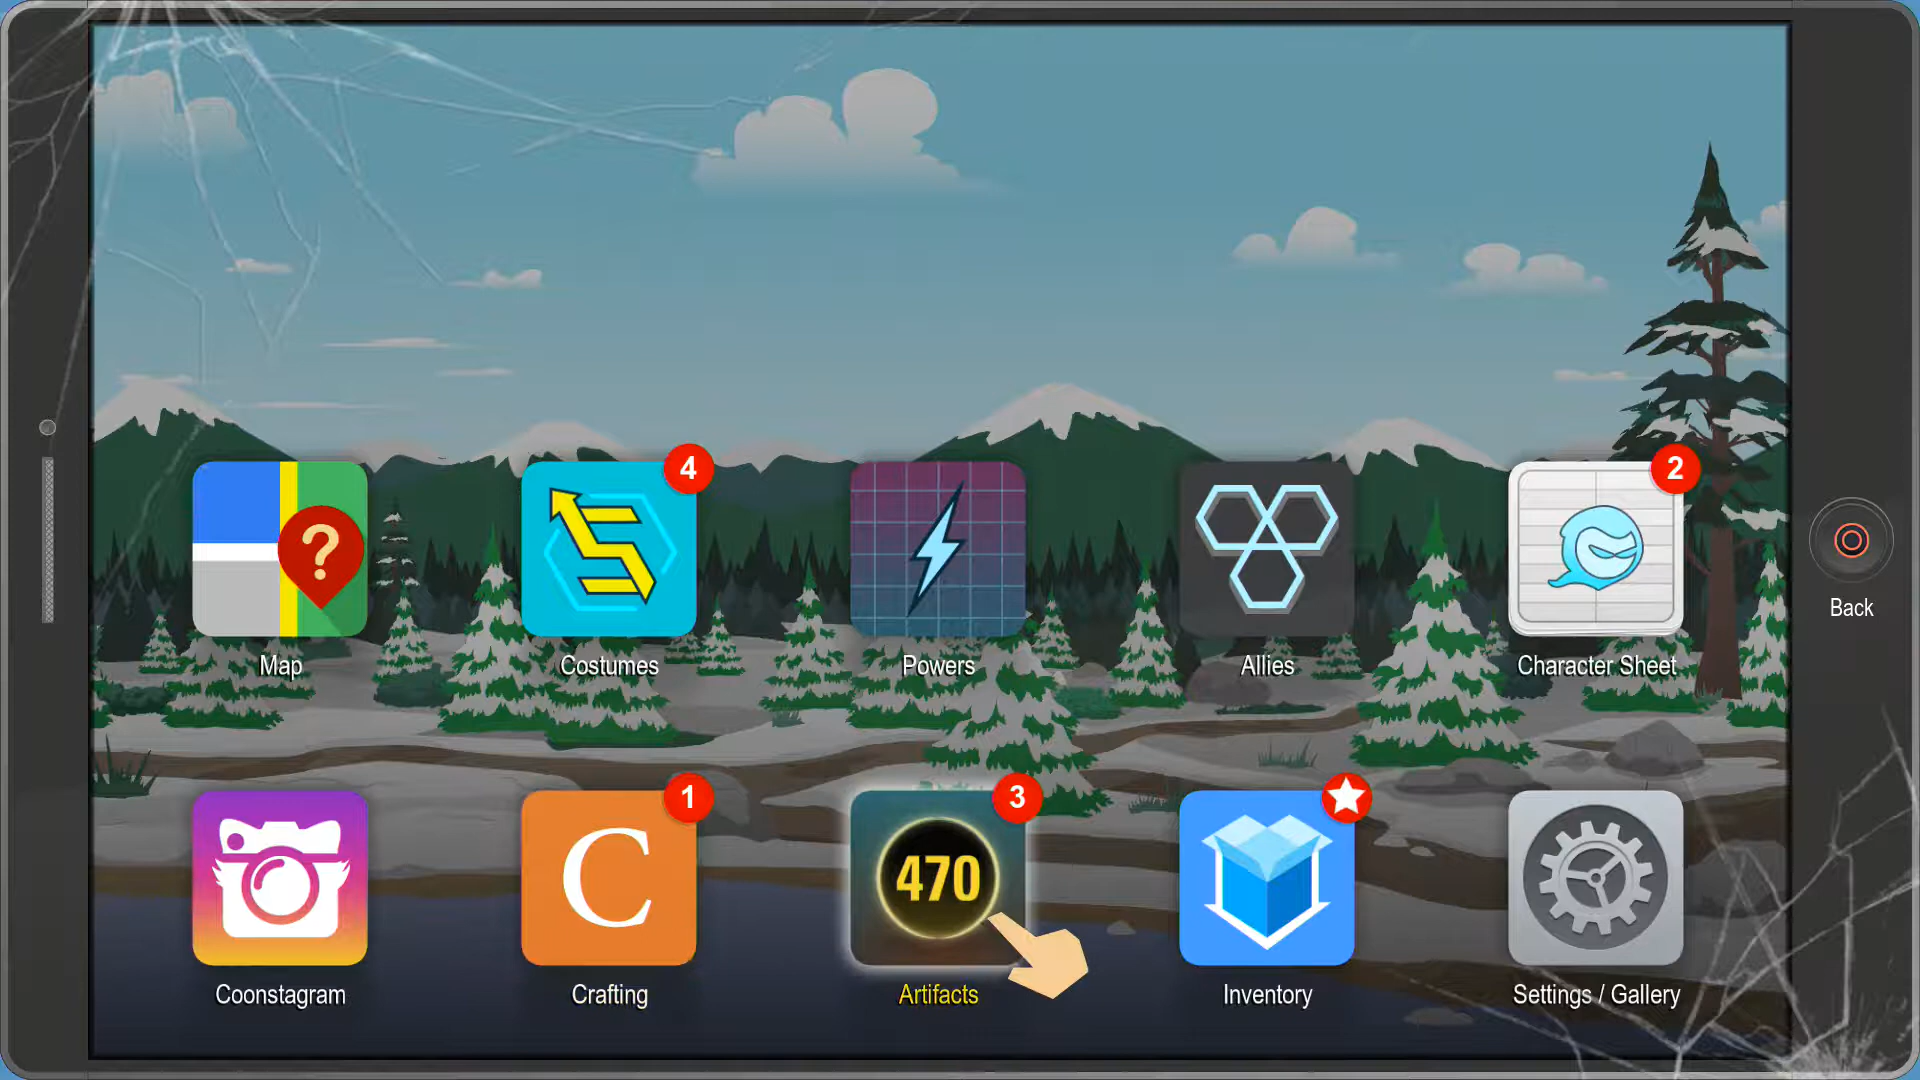 4
2
?
Map
Costumes
Powers
Allies
Character Sheet
Back
1
3
C
470
Coonstagram
Crafting
Artifacts
Inventory
Settings / Gallery